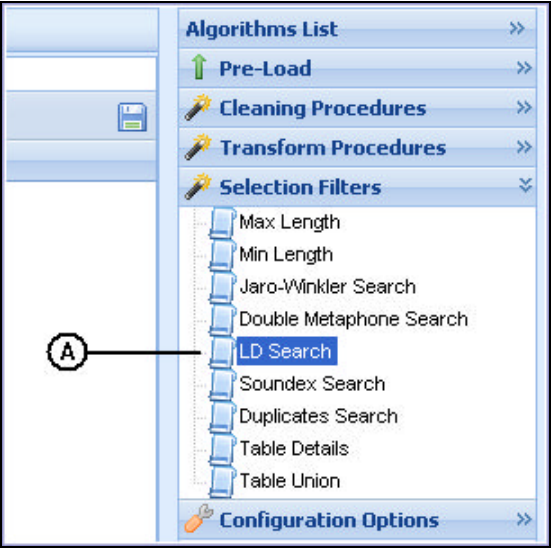 Algorithms List
Pre-Load
Cleaning Procedures
Transform Procedures
Selection Filters
Max Length
Min Length
Jaro-Winkler Search
Double Metaphone Search
A
LD Search
Soundex Search
Duplicates Search
Table Details
Table Union
Configuration Options